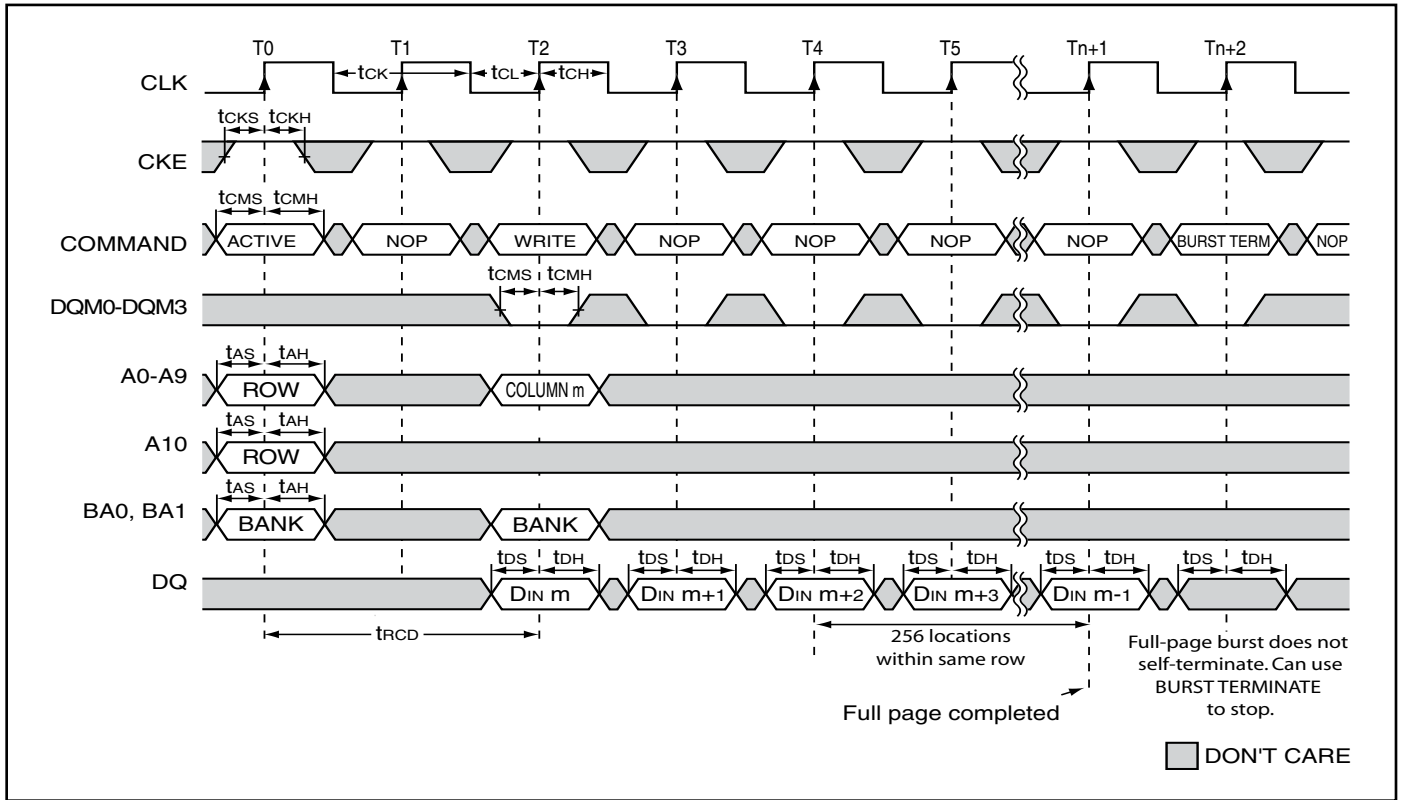 T0 T1 T2 T3 T4 T5 Tn+1 Tn+2
CLK tCK tCL tCH
tCKS tCKH
CKE
tCMS tCMH
COMMAND ACTIVE NOP WRITE NOP NOP NOP NOP BURST TERM NOP
tCMS tCMH
DQM0-DQM3
tAS tAH
A0-A9 ROW COLUMN m
tAS tAH
A10 ROW
tAS tAH
BA0, BA1 BANK BANK
tDS tDH tDS tDH tDS tDH tDS tDH tDS tDH tDS tDH
DQ DIN m DIN m+1 DIN m+2 DIN m+3 DIN m-1
tRCD
256 locations
within same row
Full page completed
Full-page burst does not
self-terminate. Can use
BURST TERMINATE
to stop.
DON'T CARE